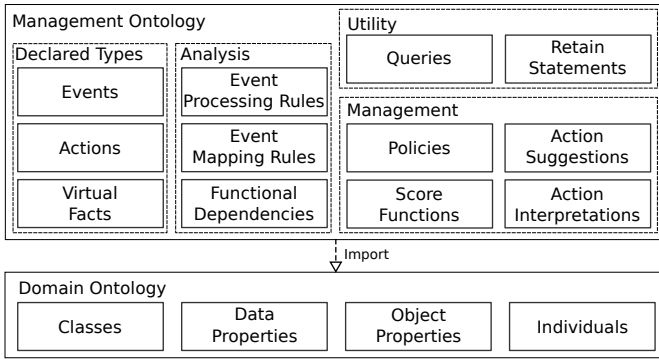 Management Ontology
Declared Types
Events
Actions
Virtual
Facts
Analysis
Event
Processing Rules
Event
Mapping Rules
Functional
Dependencies
Utility
Queries
Retain
Statements
Management
Policies
Action
Suggestions
Score
Functions
Action
Interpretations
Import
Domain Ontology
Classes
Data
Properties
Object
Properties
Individuals